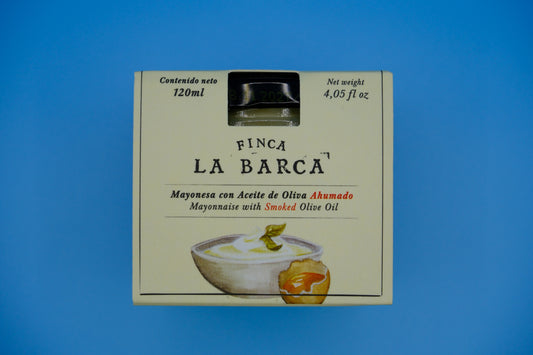 Contenido neto
120ml
Net weight
4,05 fl oz
FINCA
LA BARCA
Mayonesa con Aceite de Oliva Ahumado
Mayonnaise with Smoked Olive Oil